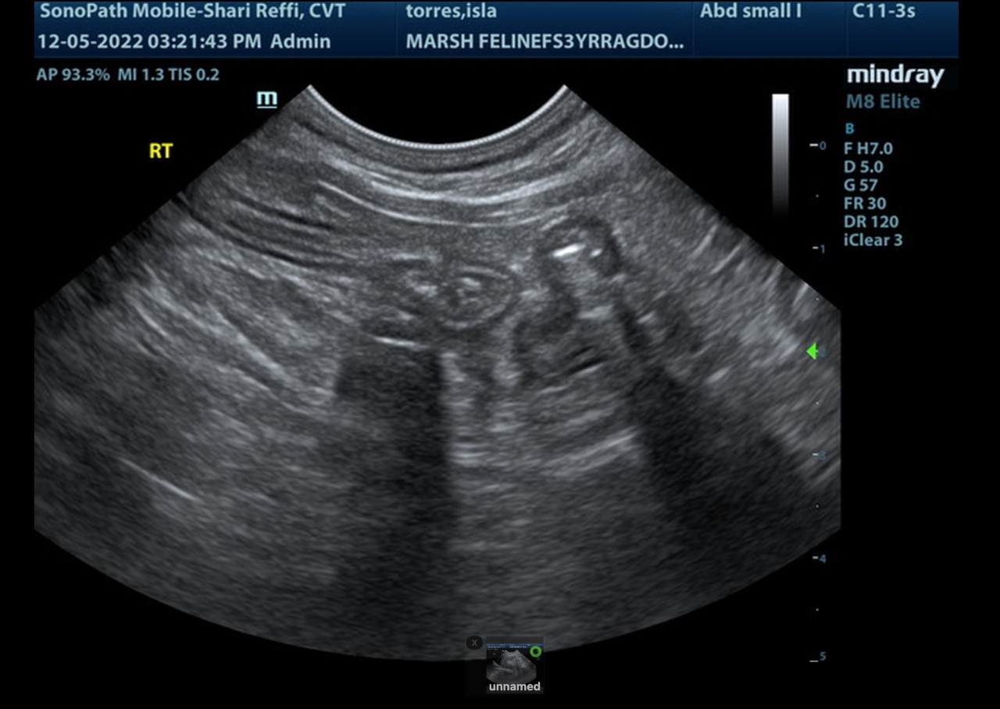 SonoPath Mobile-Shari Reffi, CVT torres,isla Abd small I C11-3s
12-05-2022 03:21:43 PM Admin MARSH FELINEFS3YRRAGDO...
AP 93.3% MI 1.3 TIS 0.2 mindray
m M8 Elite
B
RT
0
F H7.0
D 5.0
G 57
FR 30
DR 120
iClear 3
1
3
4
5
X
unnamed